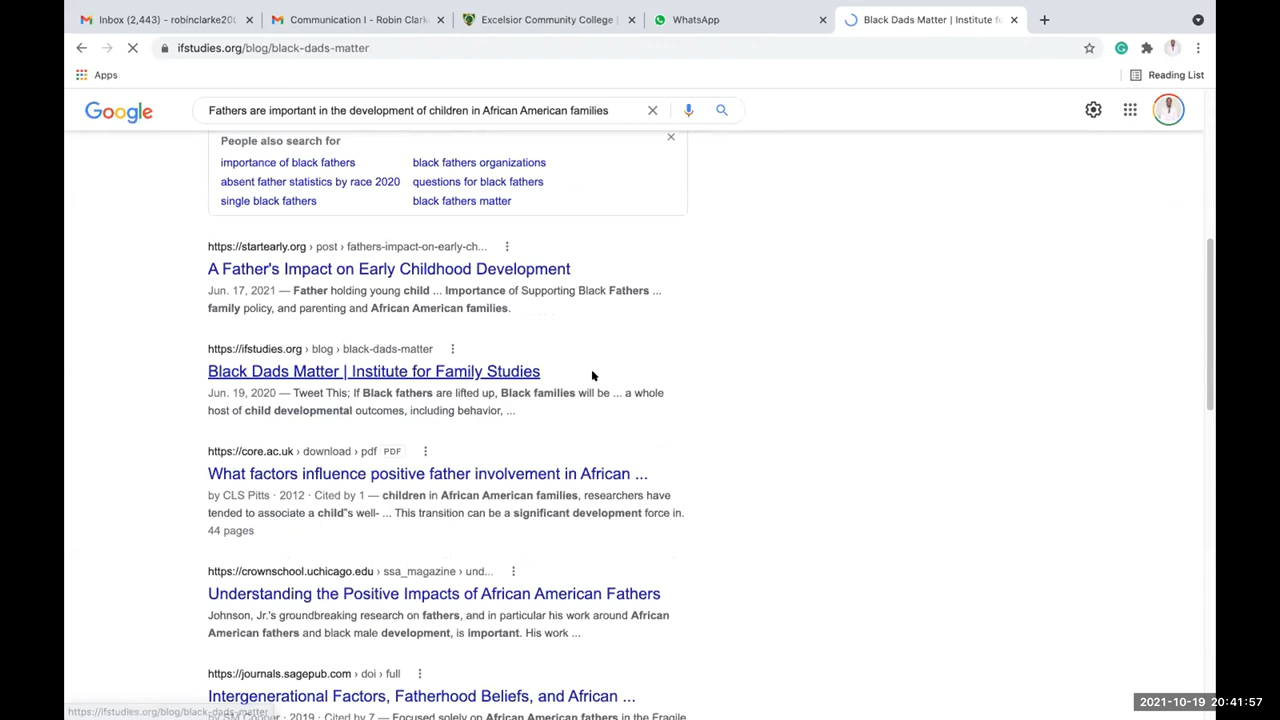 Inbox (2,443) - robinclarke20
Communication I - Robin Clark
Excelsior Community College |
WhatsApp
Black Dads Matter | Institute fo
ifstudies.org/blog/black-dads-matter
Apps
Reading List
Google
Fathers are important in the development of children in African American families
People also search for
importance of black fathers
black fathers organizations
absent father statistics by race 2020
questions for black fathers
single black fathers
black fathers matter
https://startearly.org › post › fathers-impact-on-early-ch...
A Father's Impact on Early Childhood Development
Jun. 17, 2021 — Father holding young child ... Importance of Supporting Black Fathers ...
family policy, and parenting and African American families.
https://ifstudies.org › blog › black-dads-matter
Black Dads Matter | Institute for Family Studies
Jun. 19, 2020 — Tweet This; If Black fathers are lifted up, Black families will be ... a whole
host of child developmental outcomes, including behavior, ...
https://core.ac.uk › download › pdf PDF
What factors influence positive father involvement in African ...
by CLS Pitts · 2012 · Cited by 1 — children in African American families, researchers have
tended to associate a child"s well- ... This transition can be a significant development force in.
44 pages
https://crownschool.uchicago.edu › ssa_magazine › und...
Understanding the Positive Impacts of African American Fathers
Johnson, Jr.'s groundbreaking research on fathers, and in particular his work around African
American fathers and black male development, is important. His work ...
https://journals.sagepub.com › doi › full
Intergenerational Factors, Fatherhood Beliefs, and African ...
by SM Cooper · 2019 · Cited by 7 — Focused solely on African American fathers in the Fragile
https://ifstudies.org/blog/black-dads-matter
2021-10-19 20:41:57